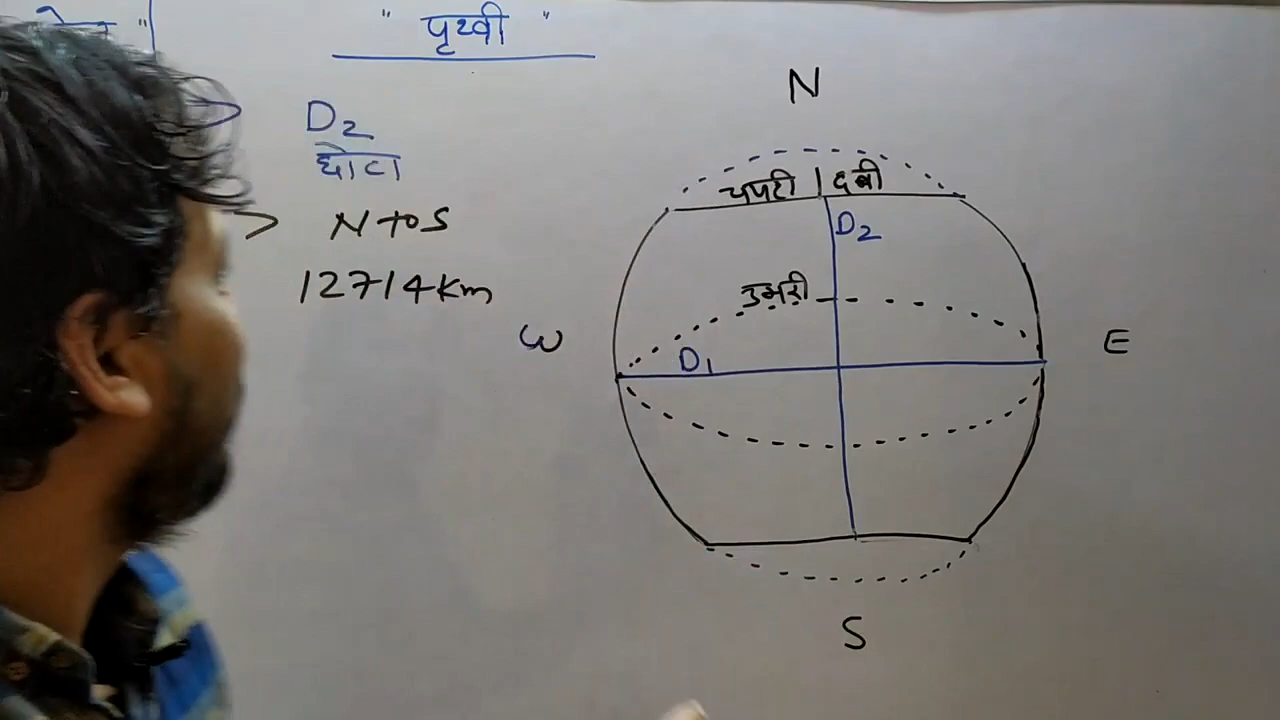 " पृथ्वी "
D2
छोटा
N to S
12714 km
N
चपटी | दबी
D2
उभरी
W
D1
E
S